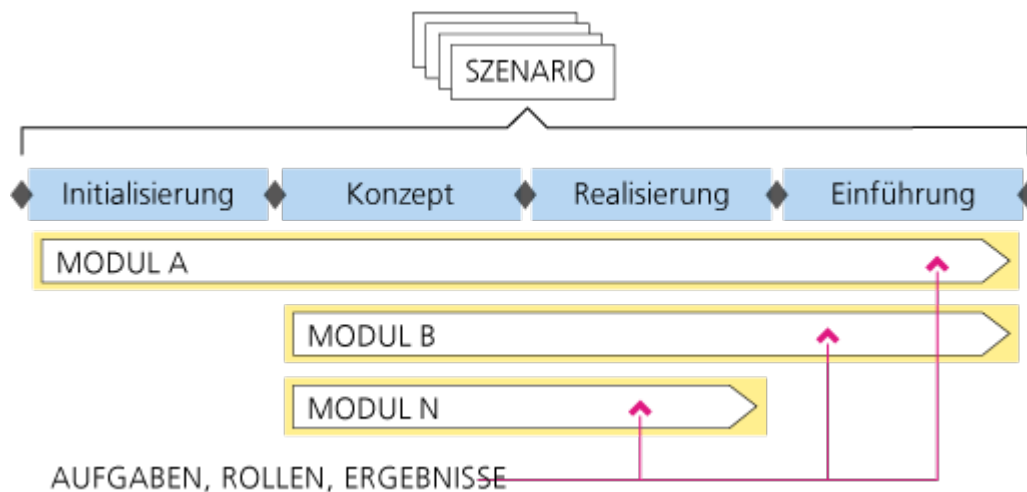 SZENARIO
Initialisierung Konzept Realisierung Einführung
MODUL A
MODUL B
MODUL N
AUFGABEN, ROLLEN, ERGEBNISSE